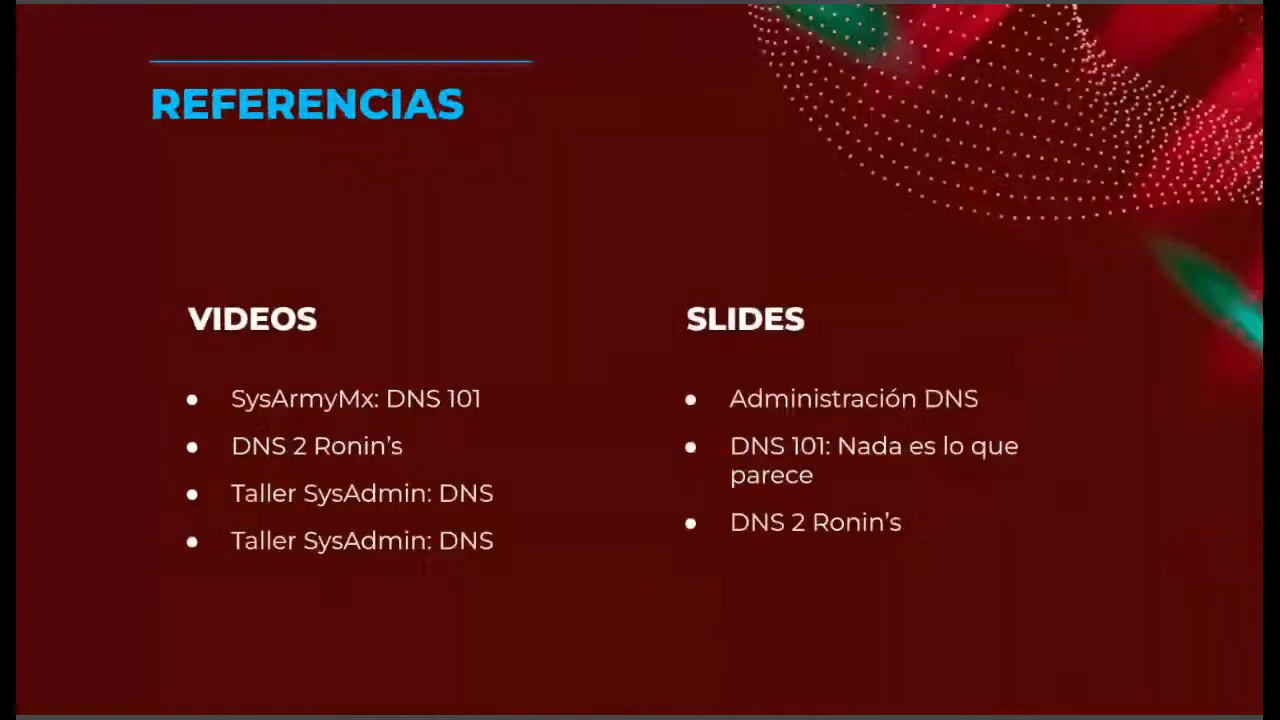 REFERENCIAS
VIDEOS
SysArmyMx: DNS 101
DNS 2 Ronin’s
Taller SysAdmin: DNS
Taller SysAdmin: DNS
SLIDES
Administración DNS
DNS 101: Nada es lo que
parece
DNS 2 Ronin’s